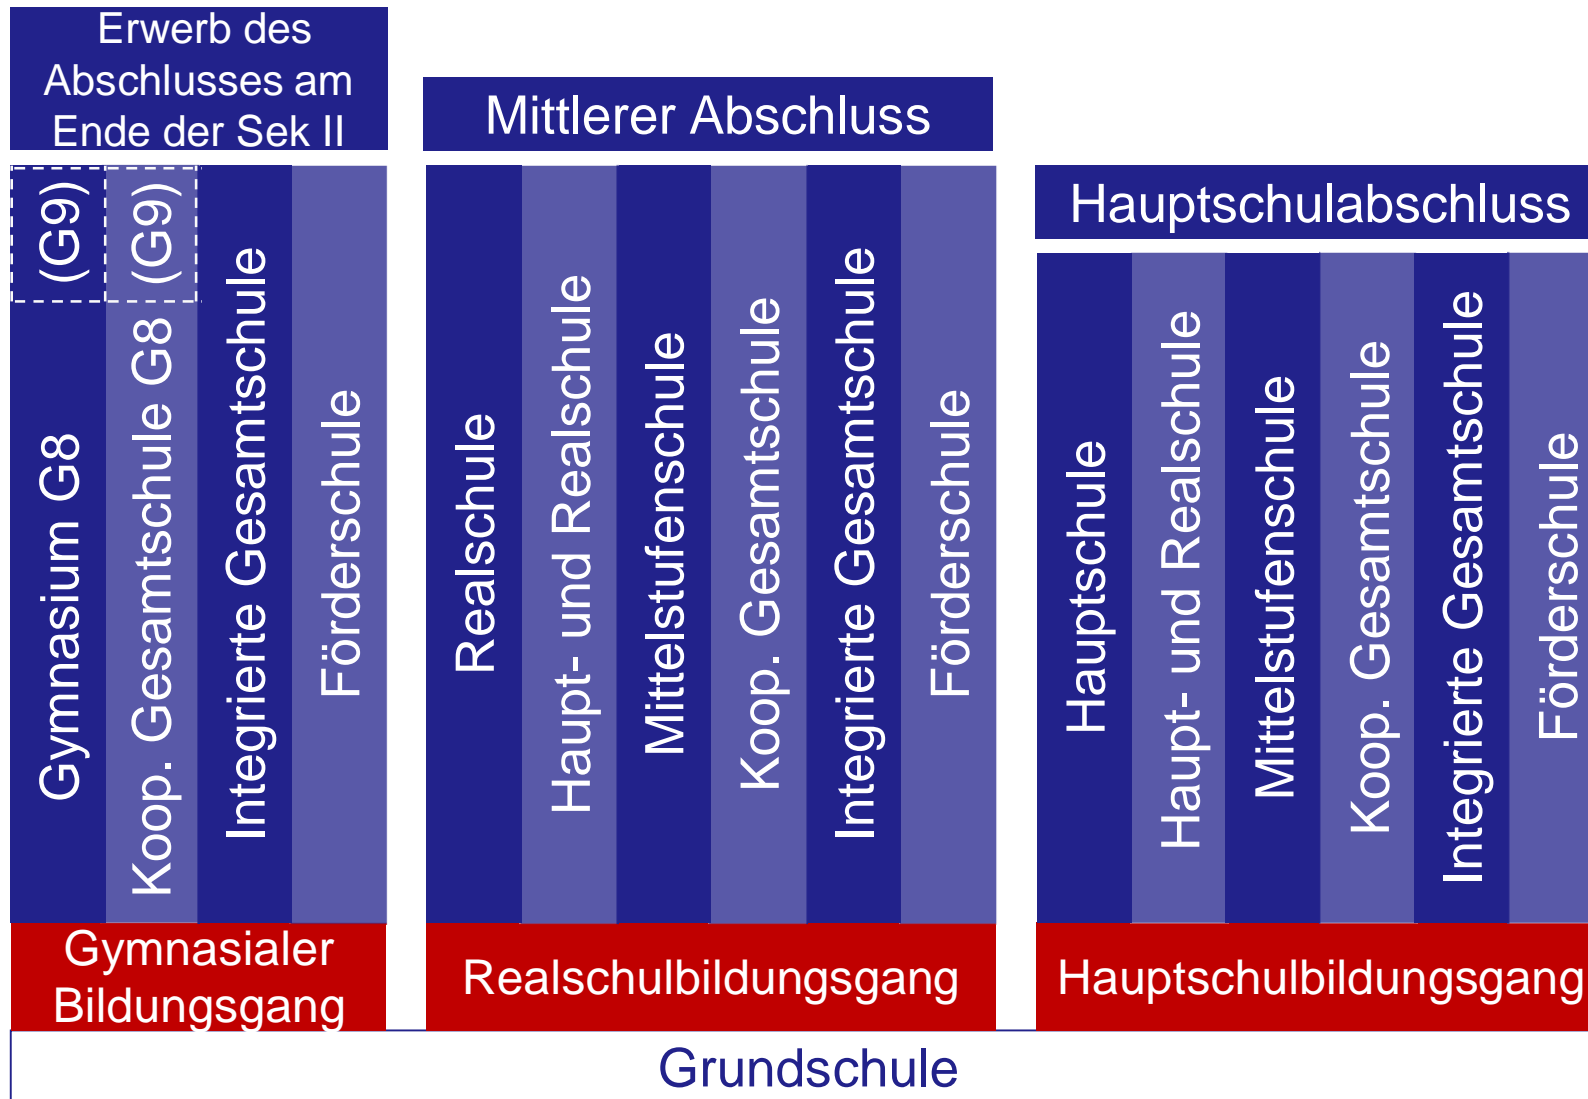 Erwerb des
Abschlusses am
Ende der Sek II
Mittlerer Abschluss
Hauptschulabschluss
Gymnasium G8 (G9)
Koop. Gesamtschule G8 (G9)
Integrierte Gesamtschule
Förderschule
Realschule
Haupt- und Realschule
Mittelstufenschule
Koop. Gesamtschule
Integrierte Gesamtschule
Förderschule
Hauptschule
Haupt- und Realschule
Mittelstufenschule
Koop. Gesamtschule
Integrierte Gesamtschule
Förderschule
Gymnasialer
Bildungsgang
Realschulbildungsgang
Hauptschulbildungsgang
Grundschule